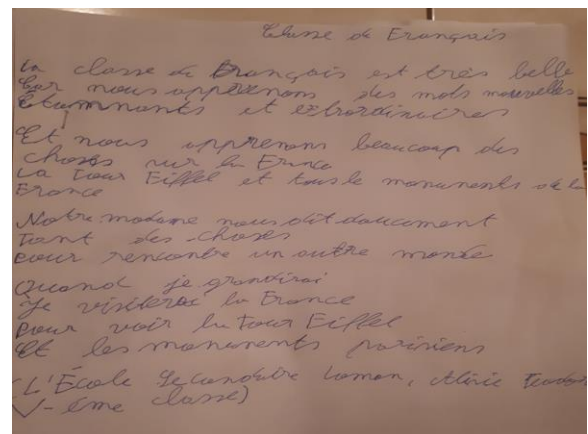 Classe de Français
La classe de Français est très belle
Car nous apprenons des mots nouvelles
Etummants et extrordinaires
Et nous apprenons beaucoup des
choses sur la France
La Tour Eiffel et tous le monuments de la
France
Notre madame nous dit doucement
Tant des choses
Pour rencontre un autre monde
Quand je grandirai
Je visiterai la France
Pour voir la Tour Eiffel
Et les monuments parisiens
(L'École Secondaire Loman,
V-ème classe)